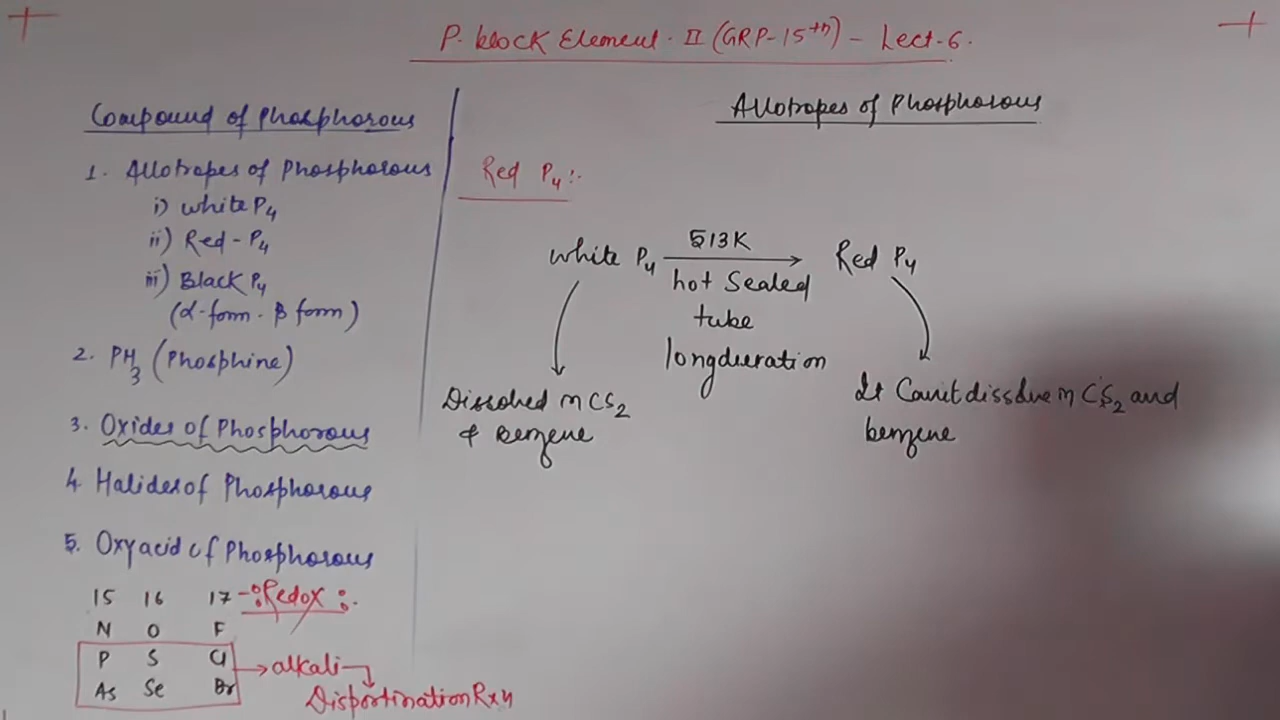 P-block Element-II (GRP-15th) - Lect-6.
Compound of Phosphorous
1. Allotropes of Phosphorous
i) white P4
ii) Red-P4
iii) Black P4
(α-form - β form)
2. PH3 (Phosphine)
3. Oxides of Phosphorous
4. Halides of Phosphorous
5. Oxyacid of Phosphorous
15 16 17 -:Redox:-
N O F
P S Cl → alkali
As Se Br Disportination Rxn
Allotropes of Phosphorous
Red P4:-
white P4 513K → Red P4
hot Sealed
tube
long duration
Dissolved in CS2
& Benzene
It Can't dissolve in CS2 and
benzene